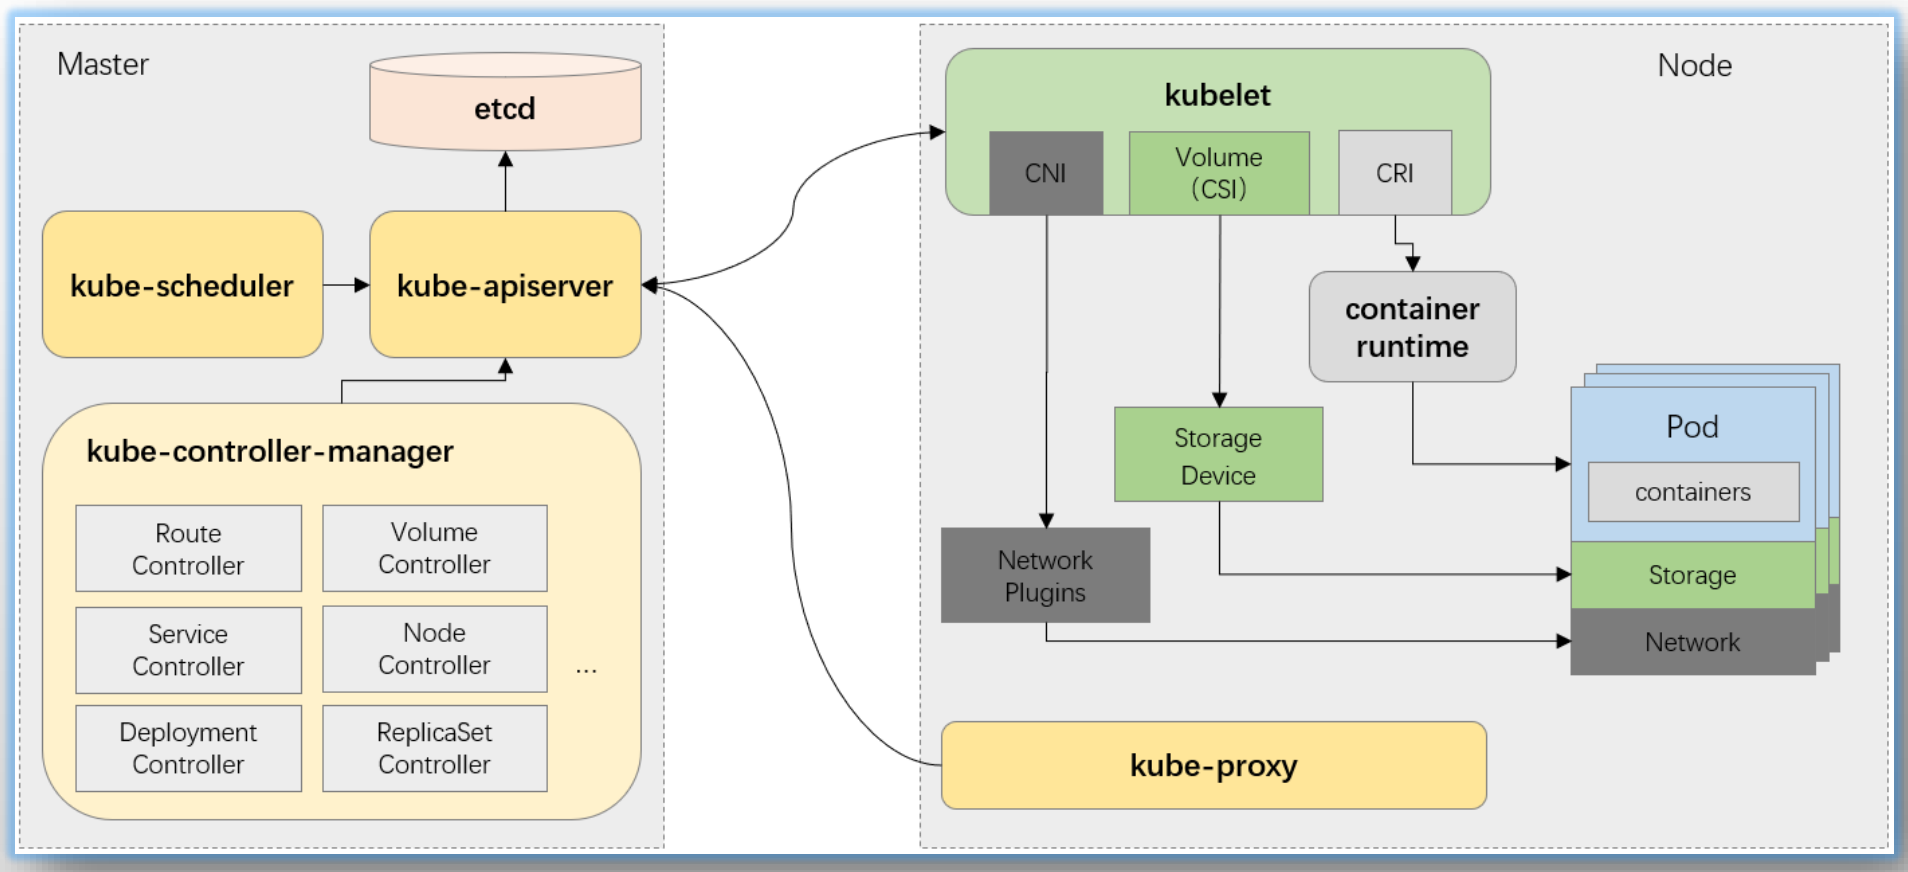 Master
etcd
kube-scheduler
kube-apiserver
kube-controller-manager
Route
Controller
Volume
Controller
Service
Controller
Node
Controller
...
Deployment
Controller
ReplicaSet
Controller
Node
kubelet
CNI
Volume
（CSI）
CRI
container
runtime
Storage
Device
Network
Plugins
Pod
containers
Storage
Network
kube-proxy